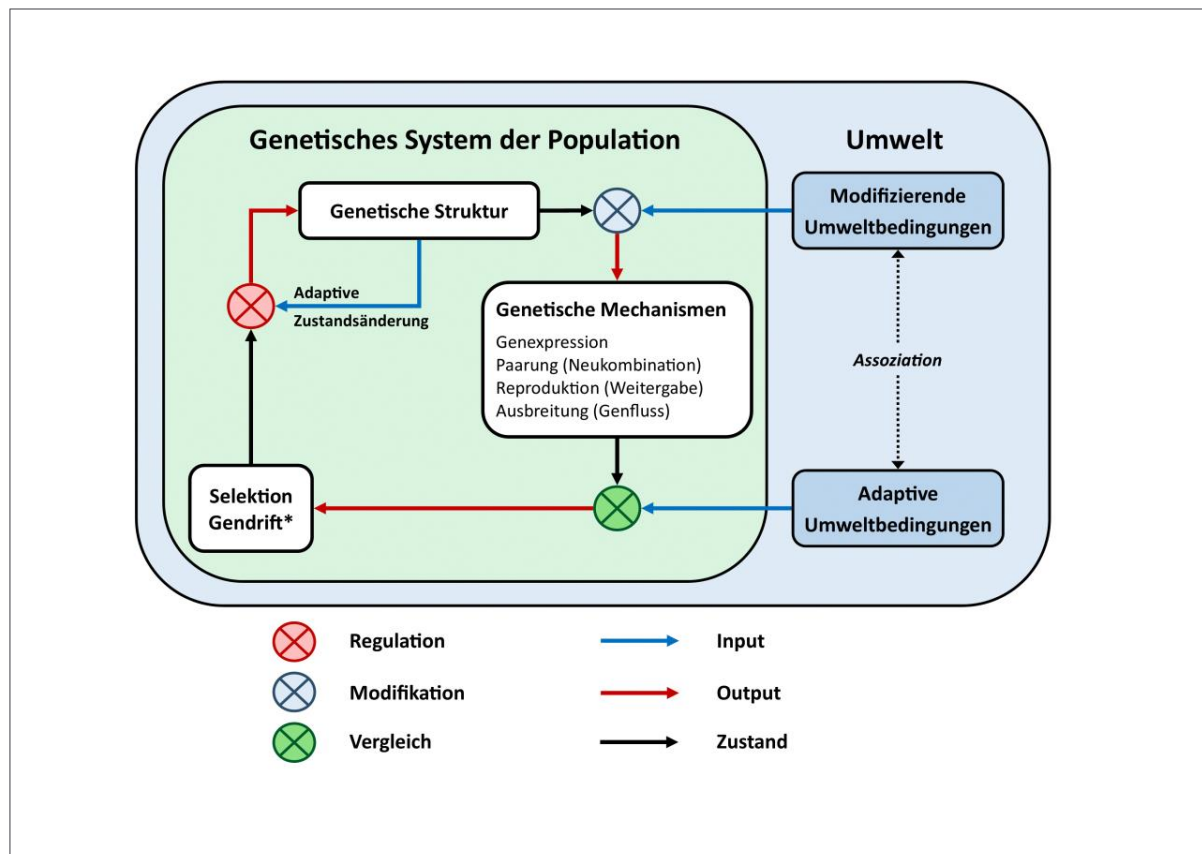 Genetisches System der Population
Umwelt
Genetische Struktur
Modifizierende
Umweltbedingungen
Adaptive
Zustandsänderung
Genetische Mechanismen
Genexpression
Paarung (Neukombination)
Reproduktion (Weitergabe)
Ausbreitung (Genfluss)
Assoziation
Selektion
Gendrift*
Adaptive
Umweltbedingungen
Regulation
Input
Modifikation
Output
Vergleich
Zustand